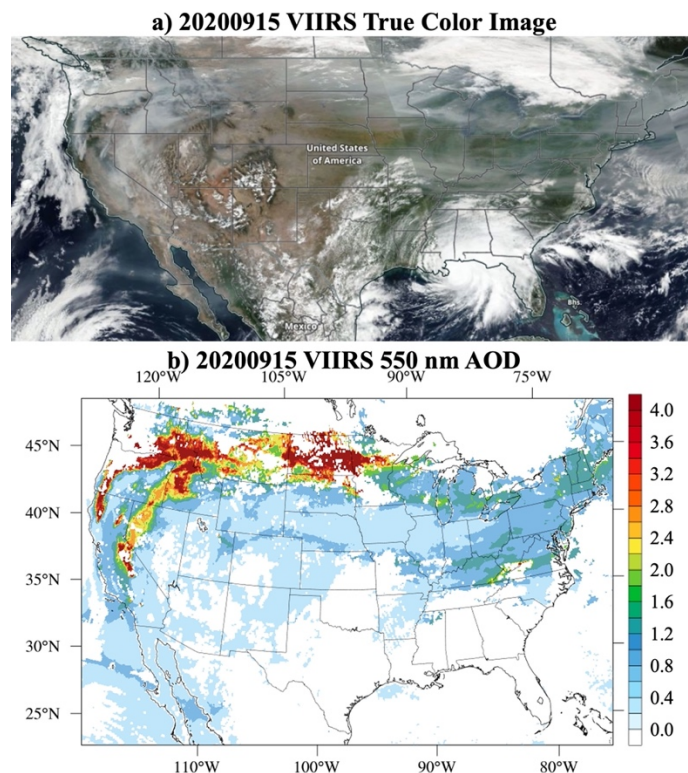 a) 20200915 VIIRS True Color Image
United States
of America
Bhs.
Mexico
b) 20200915 VIIRS 550 nm AOD
120°W 105°W 90°W 75°W
4.0
45°N 3.6
3.2
40°N 2.8
2.4
35°N 2.0
1.6
30°N 1.2
0.8
25°N 0.4
0.0
110°W 100°W 90°W 80°W